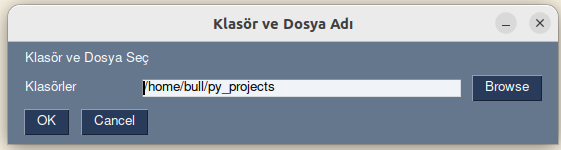 Klasör ve Dosya Adı
Klasör ve Dosya Seç
Klasörler /home/bull/py_projects Browse
OK Cancel